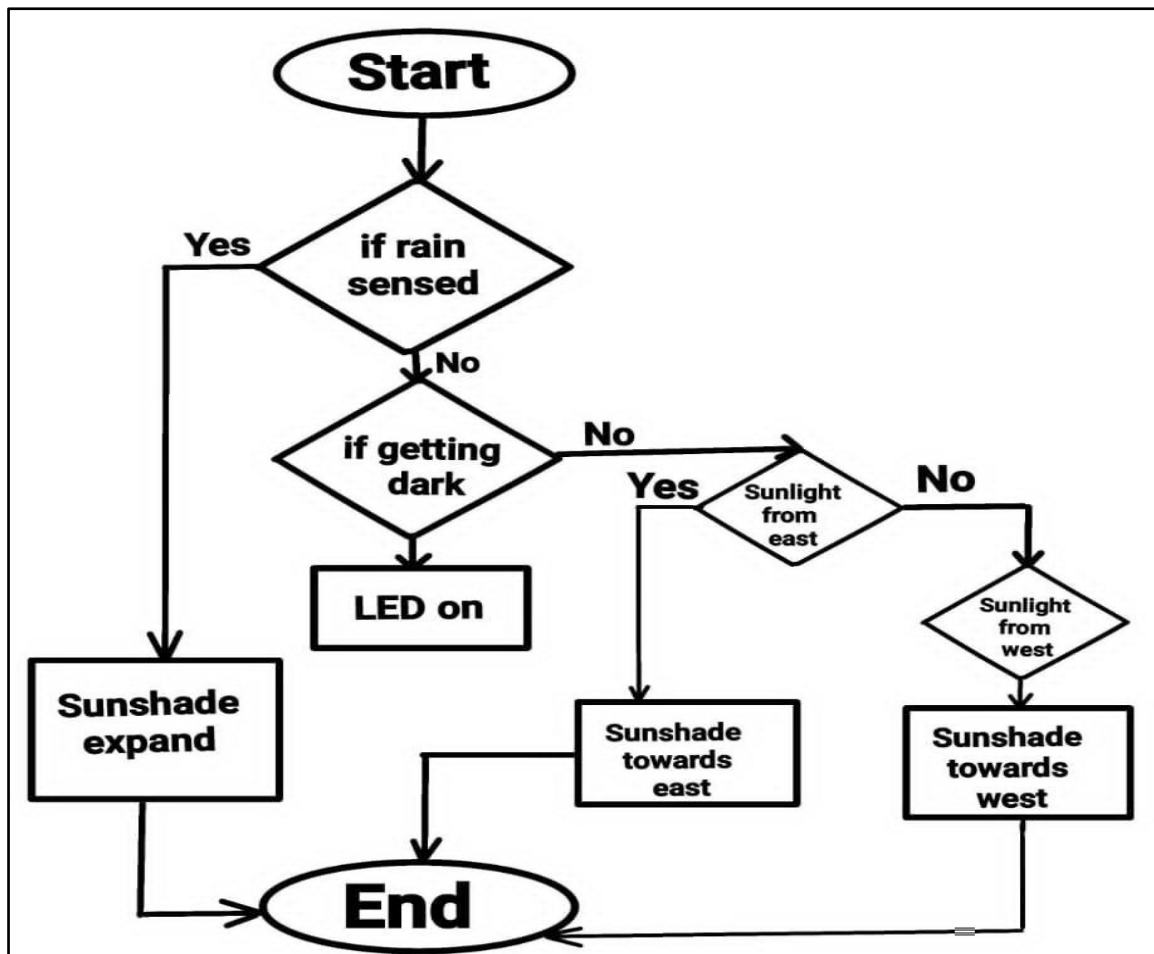 Start
Yes
if rain
sensed
No
if getting
dark
No
Yes
Sunlight
from
east
No
LED on
Sunlight
from
west
Sunshade
expand
Sunshade
towards
east
Sunshade
towards
west
End